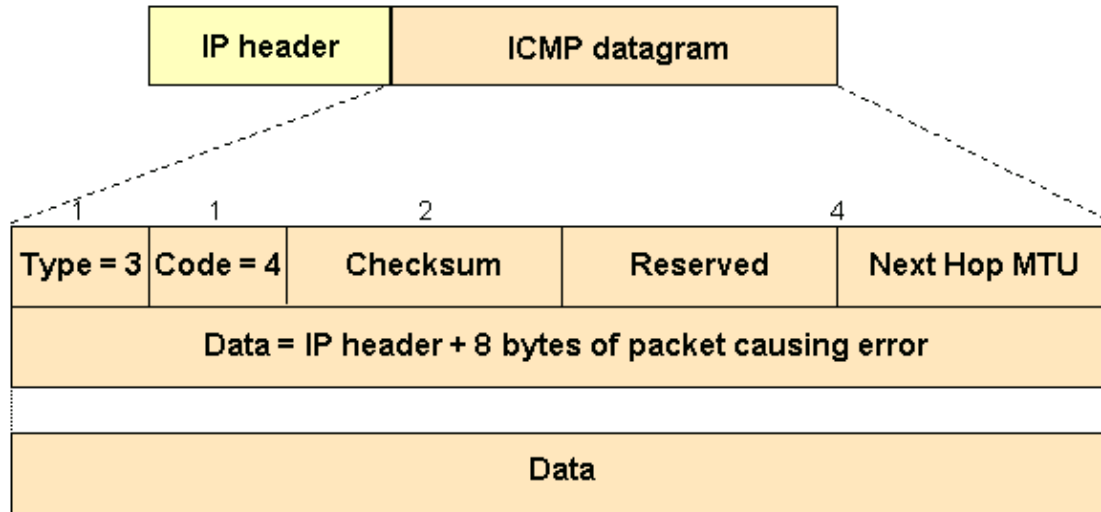 IP header ICMP datagram
1 1 2 4
Type = 3 Code = 4 Checksum Reserved Next Hop MTU
Data = IP header + 8 bytes of packet causing error
Data